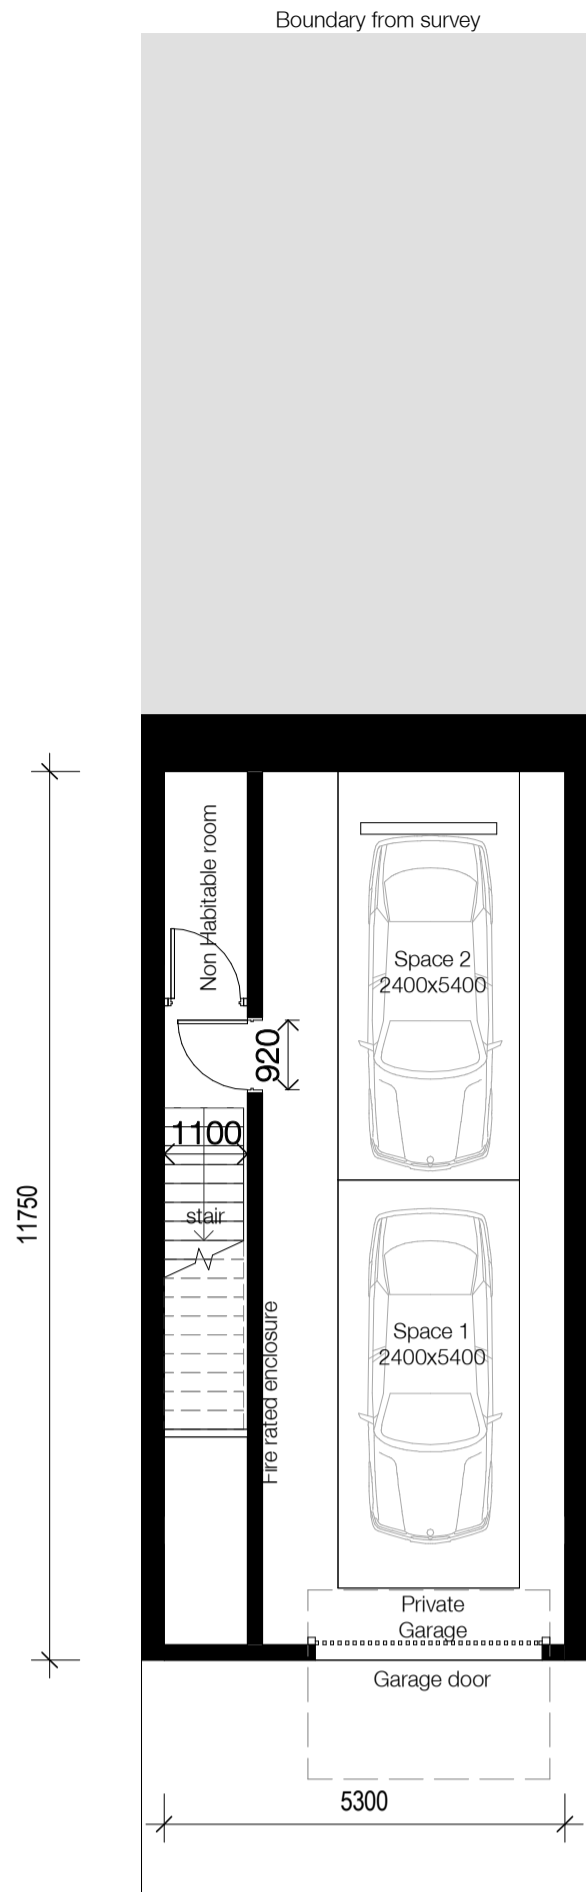 Boundary from survey
Non Habitable room
Space 2
2400x5400
920
1100
stair
11750
Space 1
2400x5400
Fire rated enclosure
Private
Garage
Garage door
5300